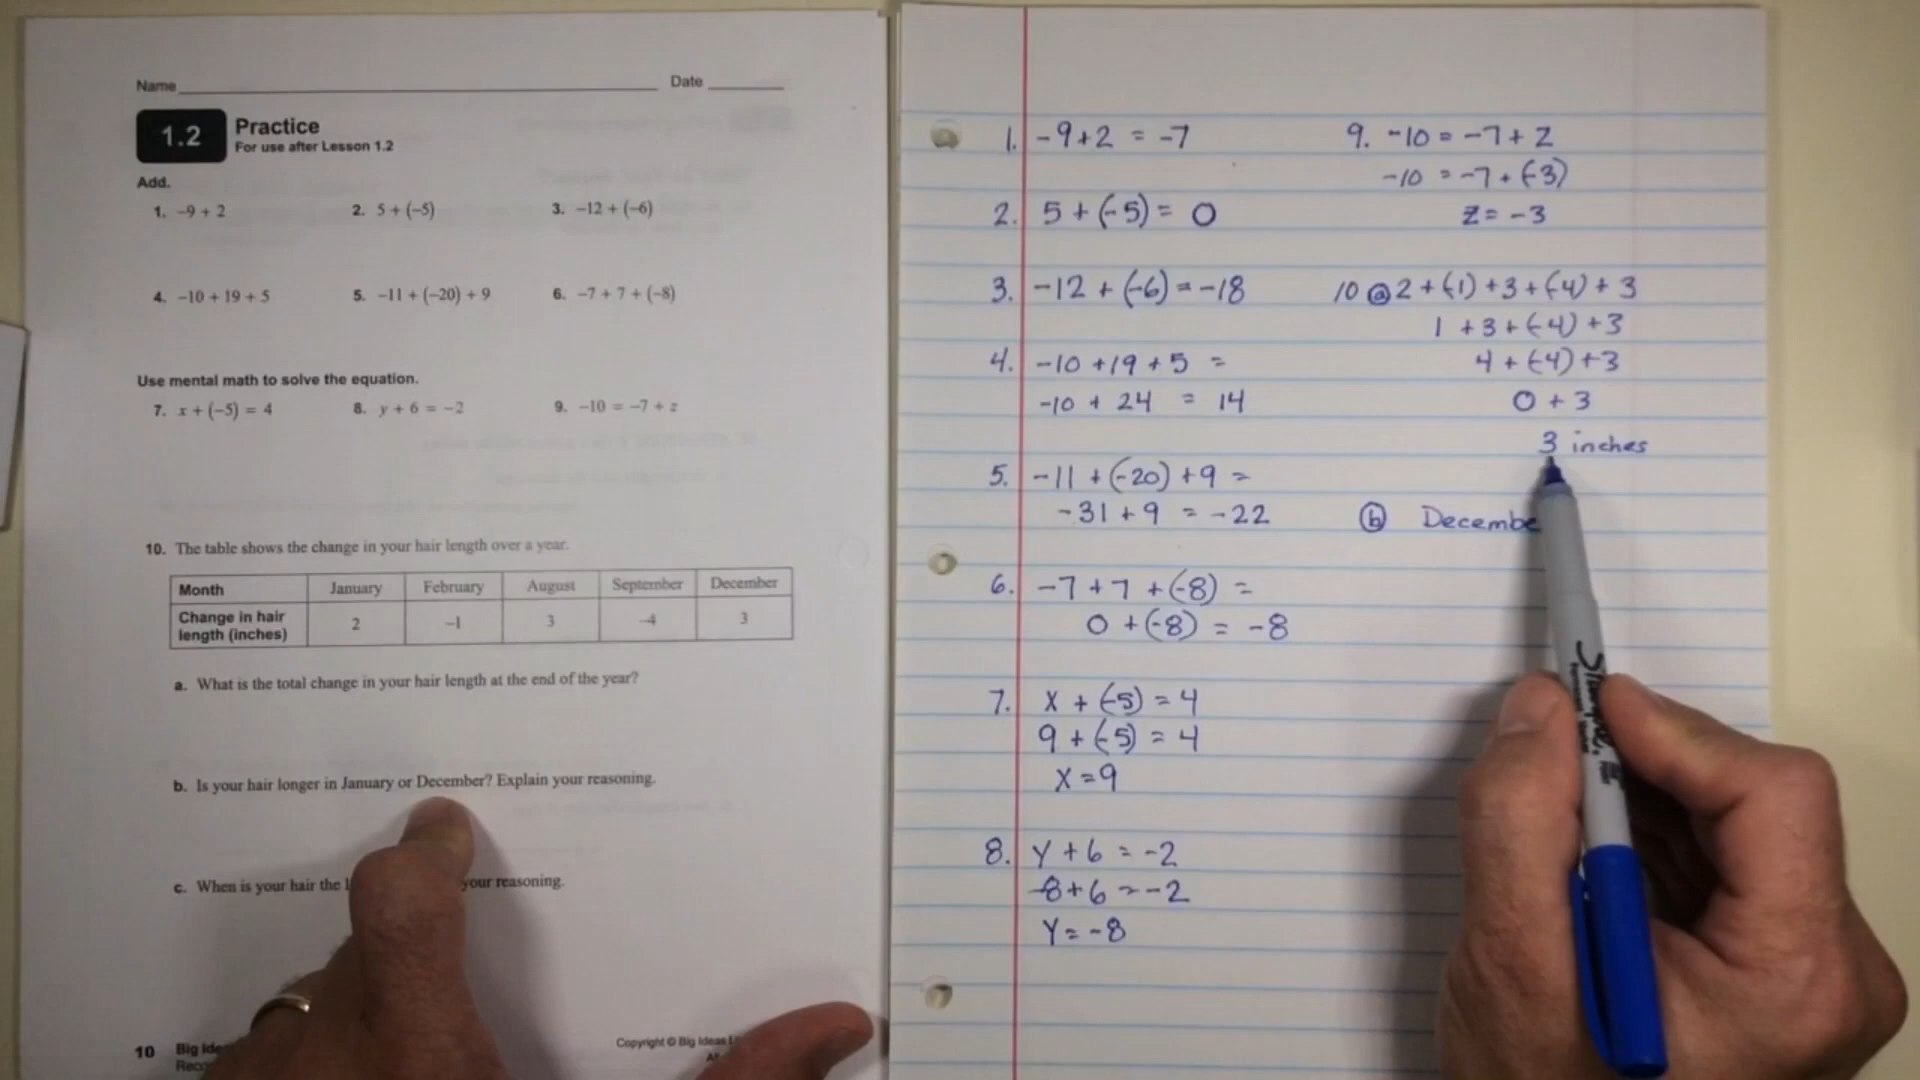 Name Date
1.2 Practice
For use after Lesson 1.2
Add.
1. −9 + 2 2. 5 + (−5) 3. −12 + (−6)
4. −10 + 19 + 5 5. −11 + (−20) + 9 6. −7 + 7 + (−8)
Use mental math to solve the equation.
7. x + (−5) = 4 8. y + 6 = −2 9. −10 = −7 + z
10. The table shows the change in your hair length over a year.
Month January February August September December
Change in hair
length (inches) 2 −1 3 −4 3
a. What is the total change in your hair length at the end of the year?
b. Is your hair longer in January or December? Explain your reasoning.
c. When is your hair the your reasoning.
10 Big
Copyright © Big Ideas
1. -9+2 = -7
2. 5 + (-5) = 0
3. -12 + (-6) = -18
4. -10 +19 + 5 =
-10 + 24 = 14
5. -11 + (-20) +9 =
-31 + 9 = -22
6. -7 + 7 + (-8) =
0 + (-8) = -8
7. X + (-5) = 4
9 + (-5) = 4
X = 9
8. Y + 6 = -2
-8+6 = -2
Y = -8
9. -10 = -7 + Z
-10 = -7 + (-3)
Z = -3
10 ⓐ 2 + (-1) + 3 + (-4) + 3
1 + 3 + (-4) + 3
4 + (-4) + 3
0 + 3
3 inches
ⓑ Decembe
Sharpie